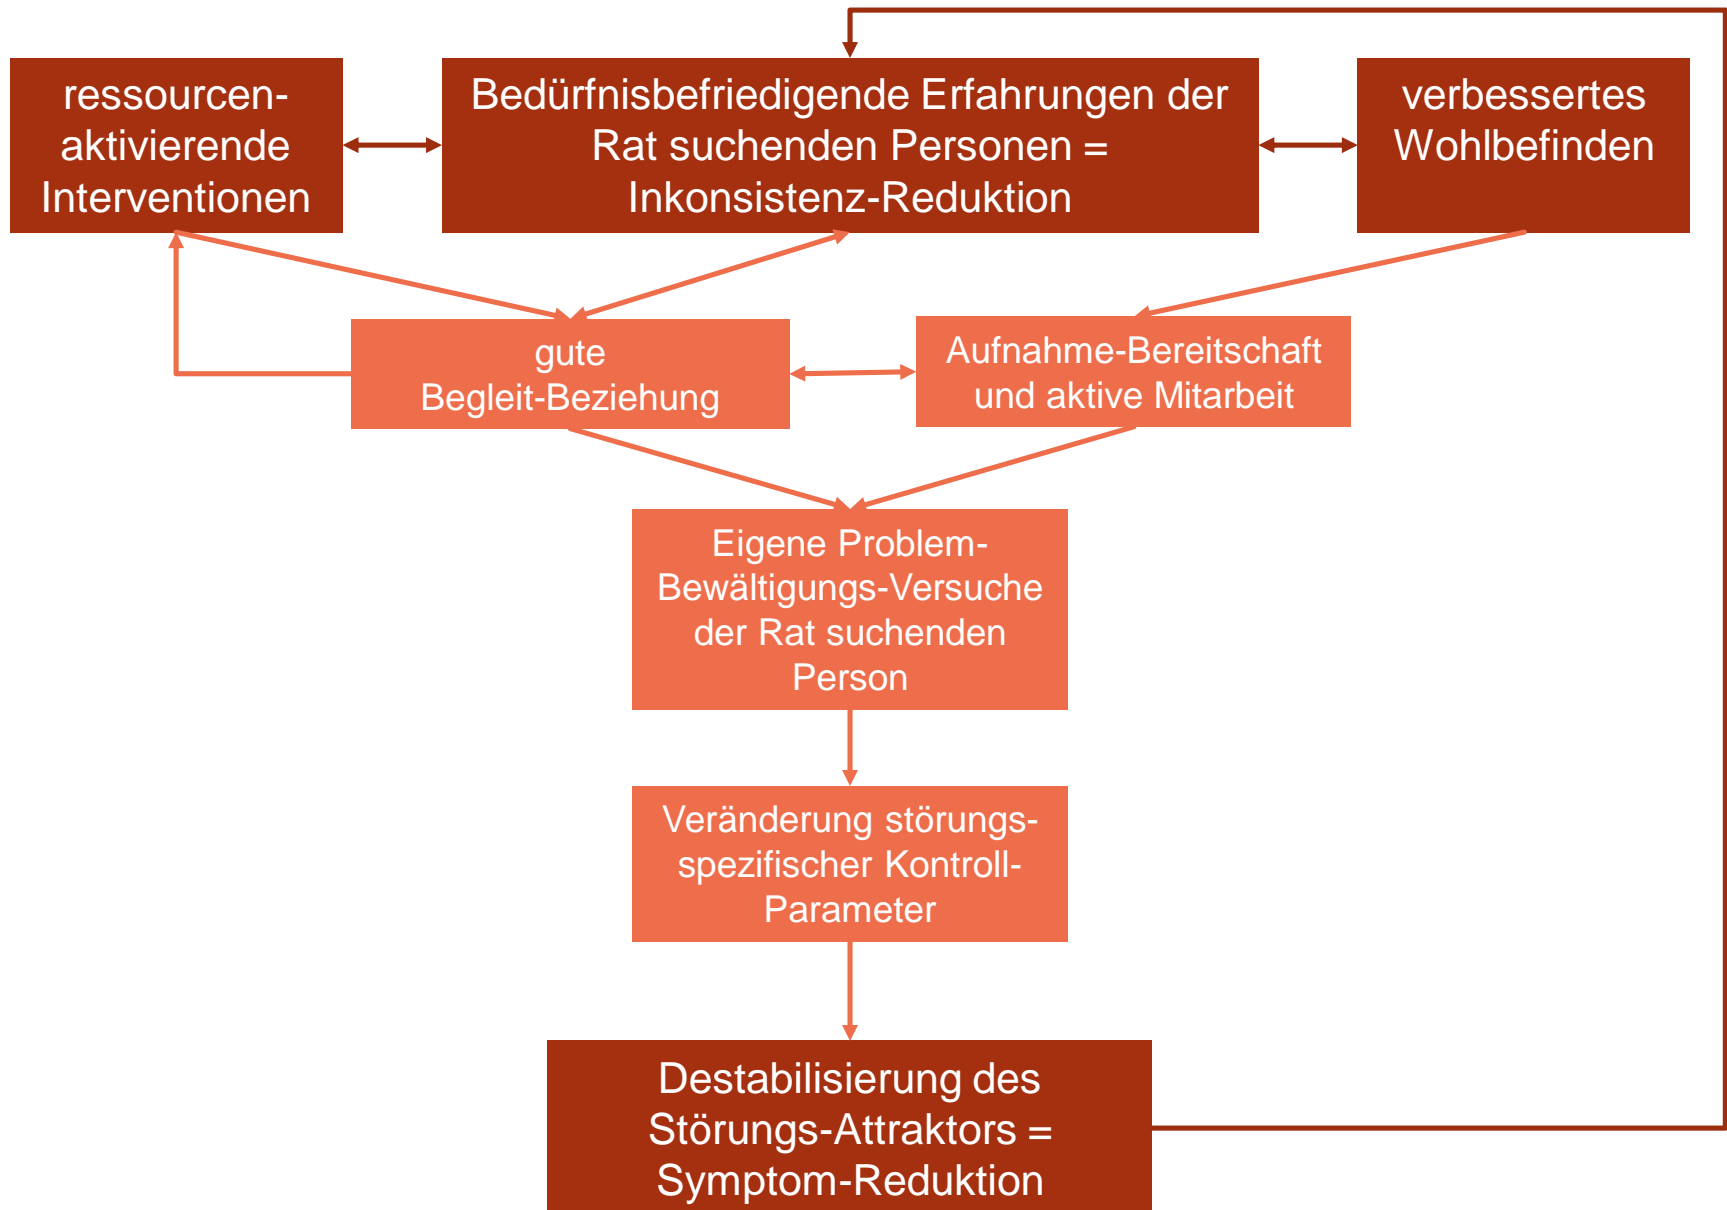 ressourcen-
aktivierende
Interventionen
Bedürfnisbefriedigende Erfahrungen der
Rat suchenden Personen =
Inkonsistenz-Reduktion
verbessertes
Wohlbefinden
gute
Begleit-Beziehung
Aufnahme-Bereitschaft
und aktive Mitarbeit
Eigene Problem-
Bewältigungs-Versuche
der Rat suchenden
Person
Veränderung störungs-
spezifischer Kontroll-
Parameter
Destabilisierung des
Störungs-Attraktors =
Symptom-Reduktion